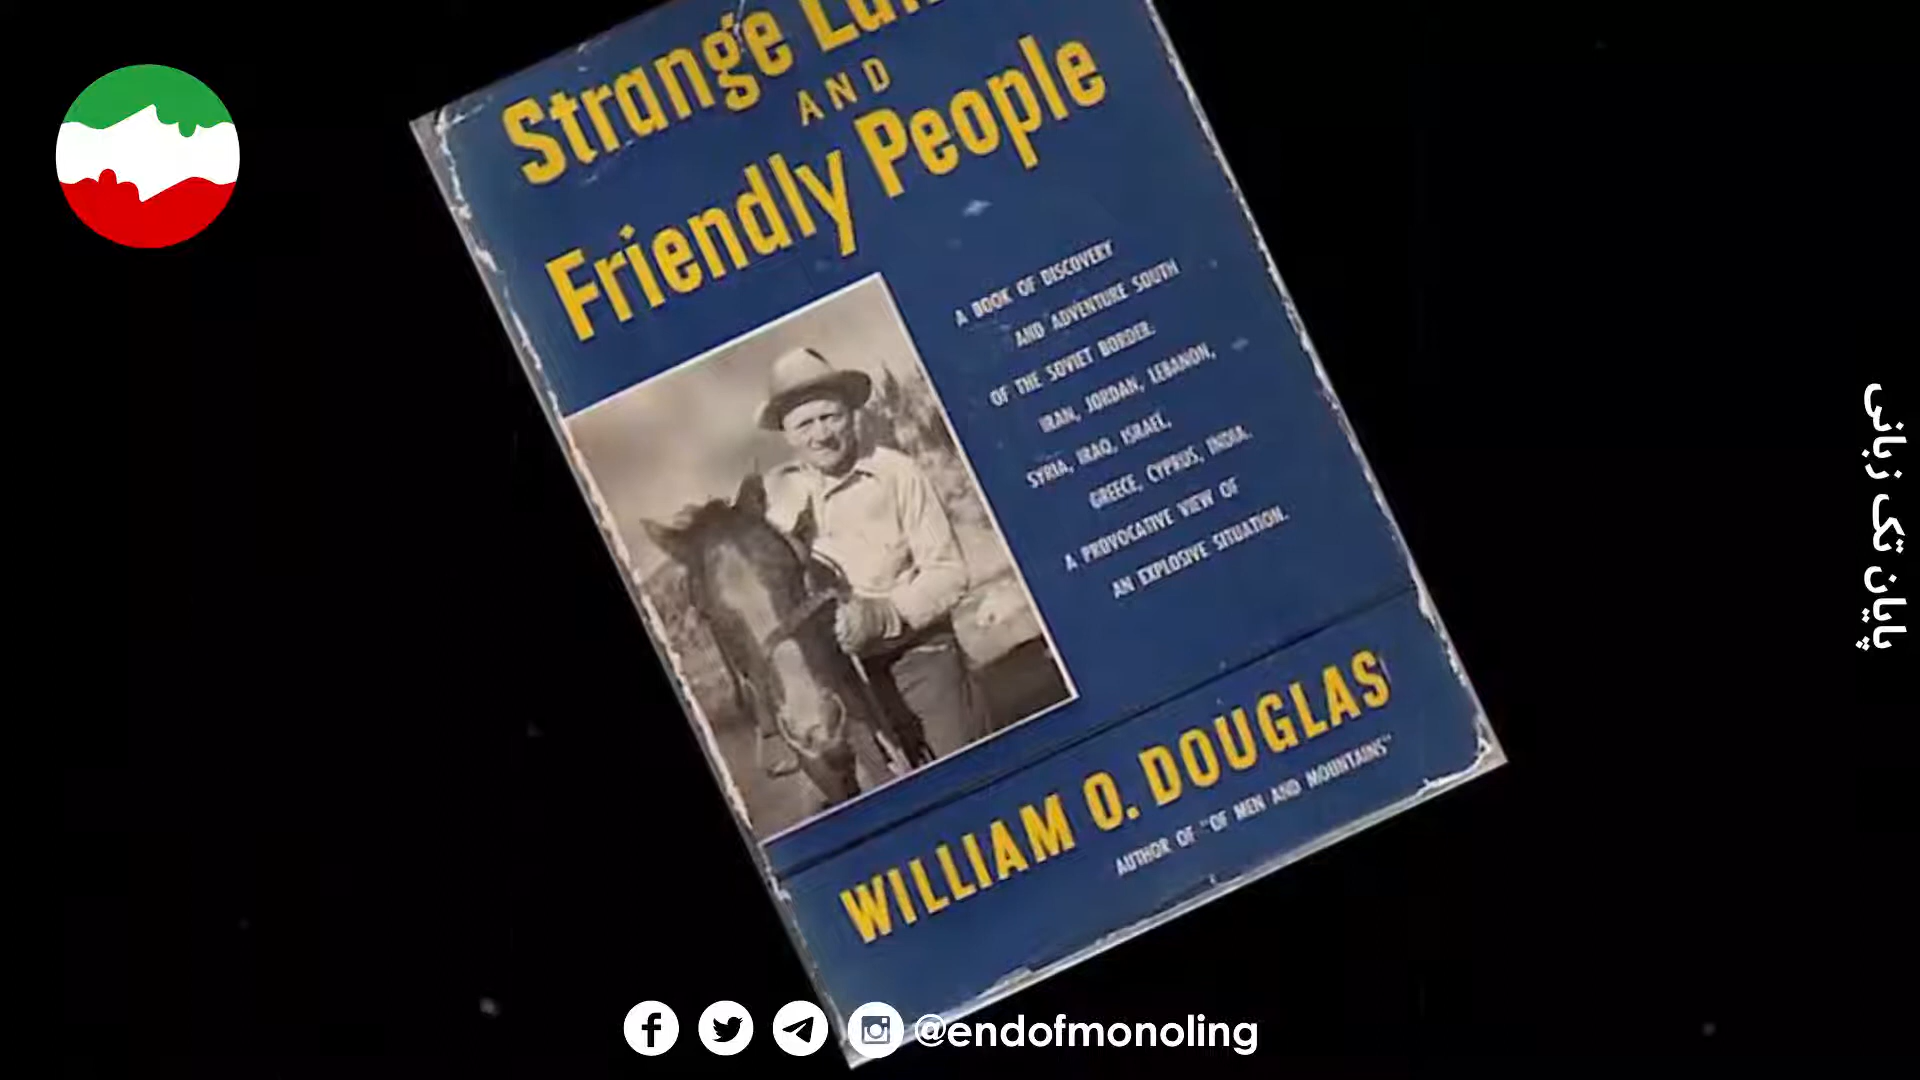 Strange
AND
Friendly People
A BOOK OF DISCOVERY
AND ADVENTURE SOUTH
OF THE SOVIET BORDER.
IRAN, JORDAN, LEBANON,
SYRIA, IRAQ, ISRAEL,
GREECE, CYPRUS, INDIA.
A PROVOCATIVE VIEW OF
AN EXPLOSIVE SITUATION.
WILLIAM O. DOUGLAS
AUTHOR OF "OF MEN AND MOUNTAINS"
پایان تک زبانی
@endofmonoling